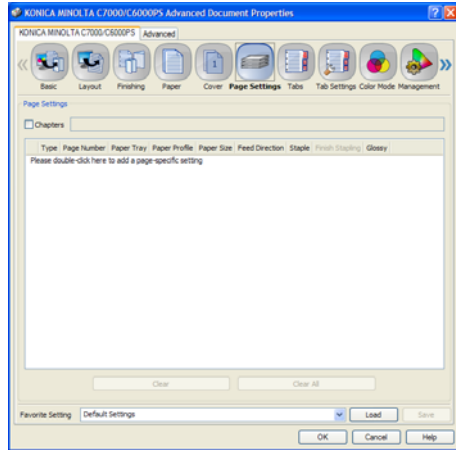 KONICA MINOLTA C7000/C6000PS Advanced Document Properties
KONICA MINOLTA C7000/C6000PS Advanced
Basic Layout Finishing Paper Cover Page Settings Tabs Tab Settings Color Mode Management
Page Settings
Chapters
Type Page Number Paper Tray Paper Profile Paper Size Feed Direction Staple Finish Stapling Glossy
Please double-click here to add a page-specific setting
Clear Clear All
Favorite Setting Default Settings Load Save
OK Cancel Help